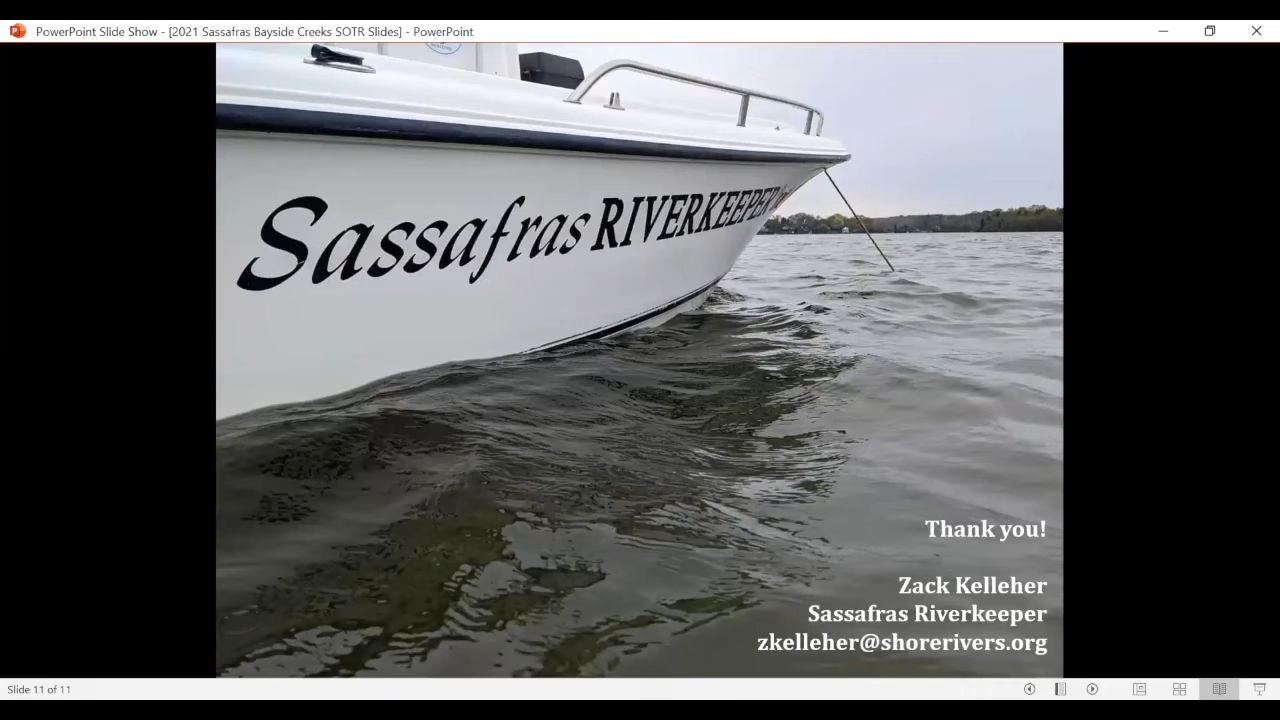 PowerPoint Slide Show - [2021 Sassafras Bayside Creeks SOTR Slides] - PowerPoint
Sassafras RIVERKEEPER
Thank you!
Zack Kelleher
Sassafras Riverkeeper
zkelleher@shorerivers.org
Slide 11 of 11